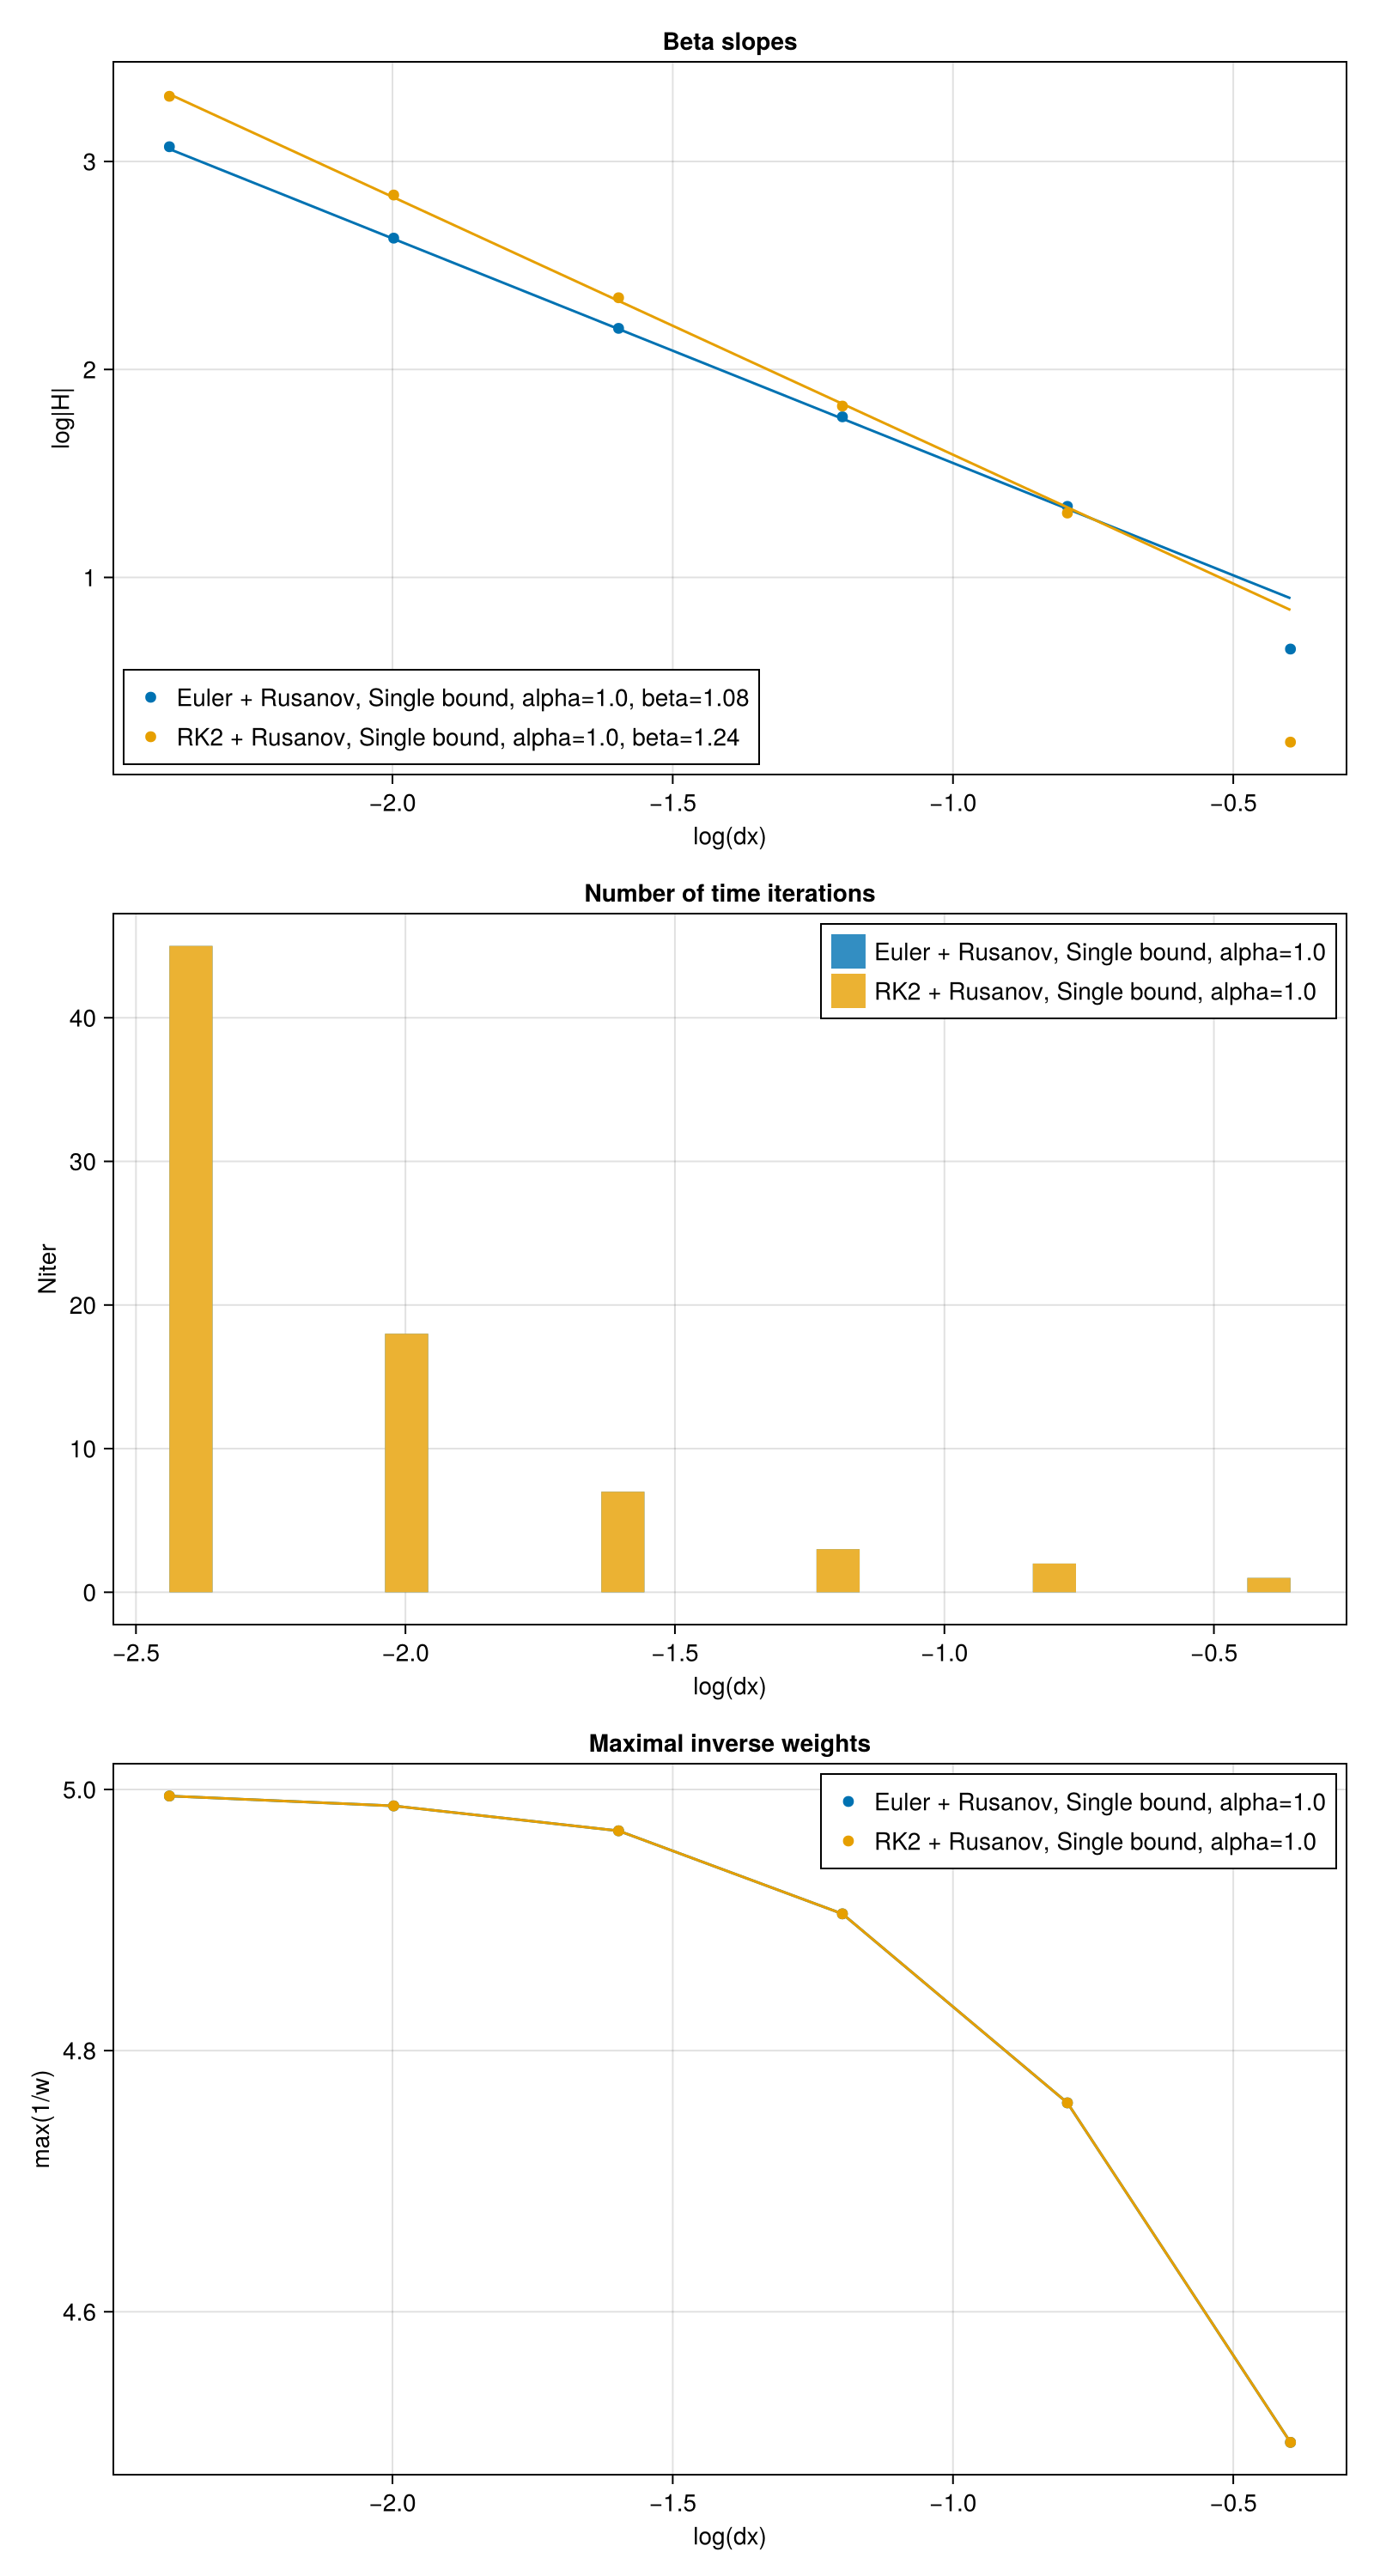 Beta slopes
3
2
1
log|H|
Euler + Rusanov, Single bound, alpha=1.0, beta=1.08
RK2 + Rusanov, Single bound, alpha=1.0, beta=1.24
−2.0 −1.5 −1.0 −0.5
log(dx)
Number of time iterations
Euler + Rusanov, Single bound, alpha=1.0
RK2 + Rusanov, Single bound, alpha=1.0
40
30
20
10
0
Niter
−2.5 −2.0 −1.5 −1.0 −0.5
log(dx)
Maximal inverse weights
Euler + Rusanov, Single bound, alpha=1.0
RK2 + Rusanov, Single bound, alpha=1.0
5.0
4.8
4.6
max(1/w)
−2.0 −1.5 −1.0 −0.5
log(dx)